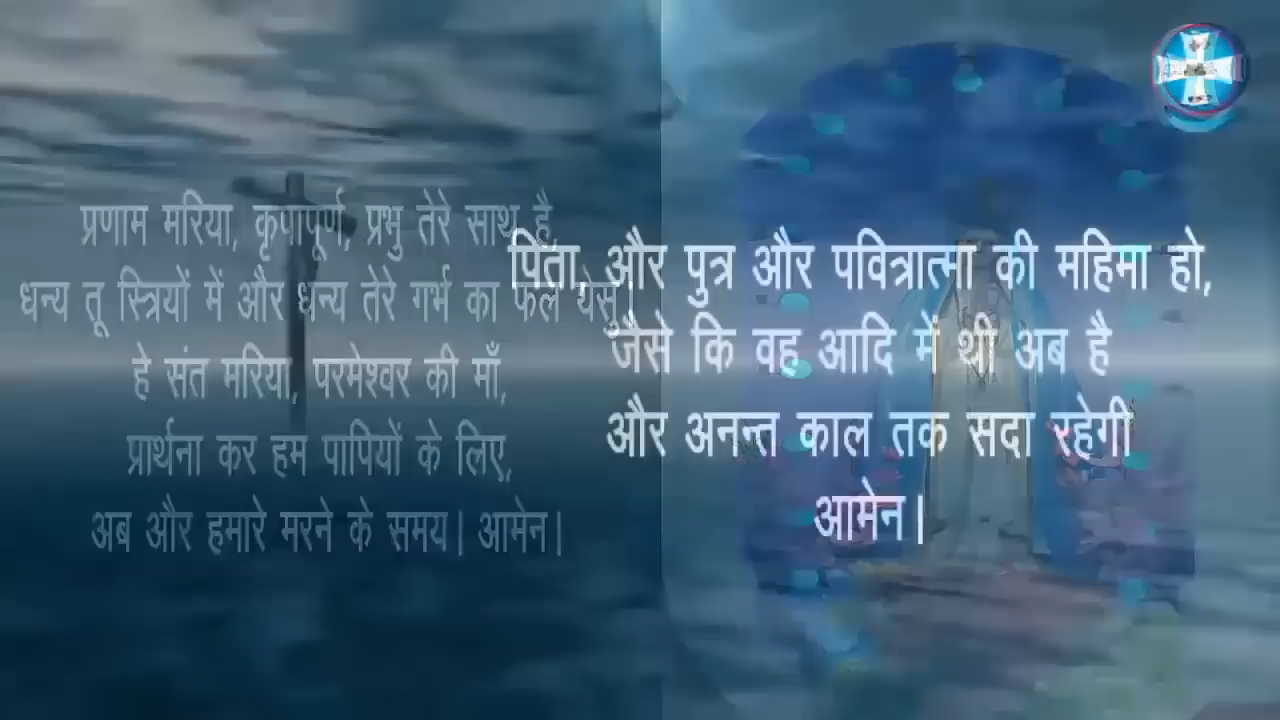 प्रणाम मरिया, कृपापूर्ण, प्रभु तेरे साथ है,
धन्य तू स्त्रियों में और धन्य तेरे गर्भ का फल येसु।
हे संत मरिया, परमेश्वर की माँ,
प्रार्थना कर हम पापियों के लिए,
अब और हमारे मरने के समय। आमेन।
पिता, और पुत्र और पवित्रात्मा की महिमा हो,
जैसे कि वह आदि में थी अब है
और अनन्त काल तक सदा रहेगी
आमेन।